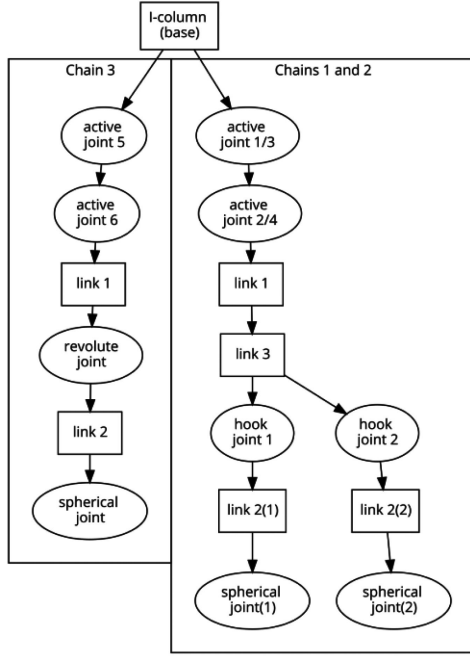 I-column
(base)
Chain 3
active
joint 5
active
joint 6
link 1
revolute
joint
link 2
spherical
joint
Chains 1 and 2
active
joint 1/3
active
joint 2/4
link 1
link 3
hook
joint 1
link 2(1)
spherical
joint(1)
hook
joint 2
link 2(2)
spherical
joint(2)